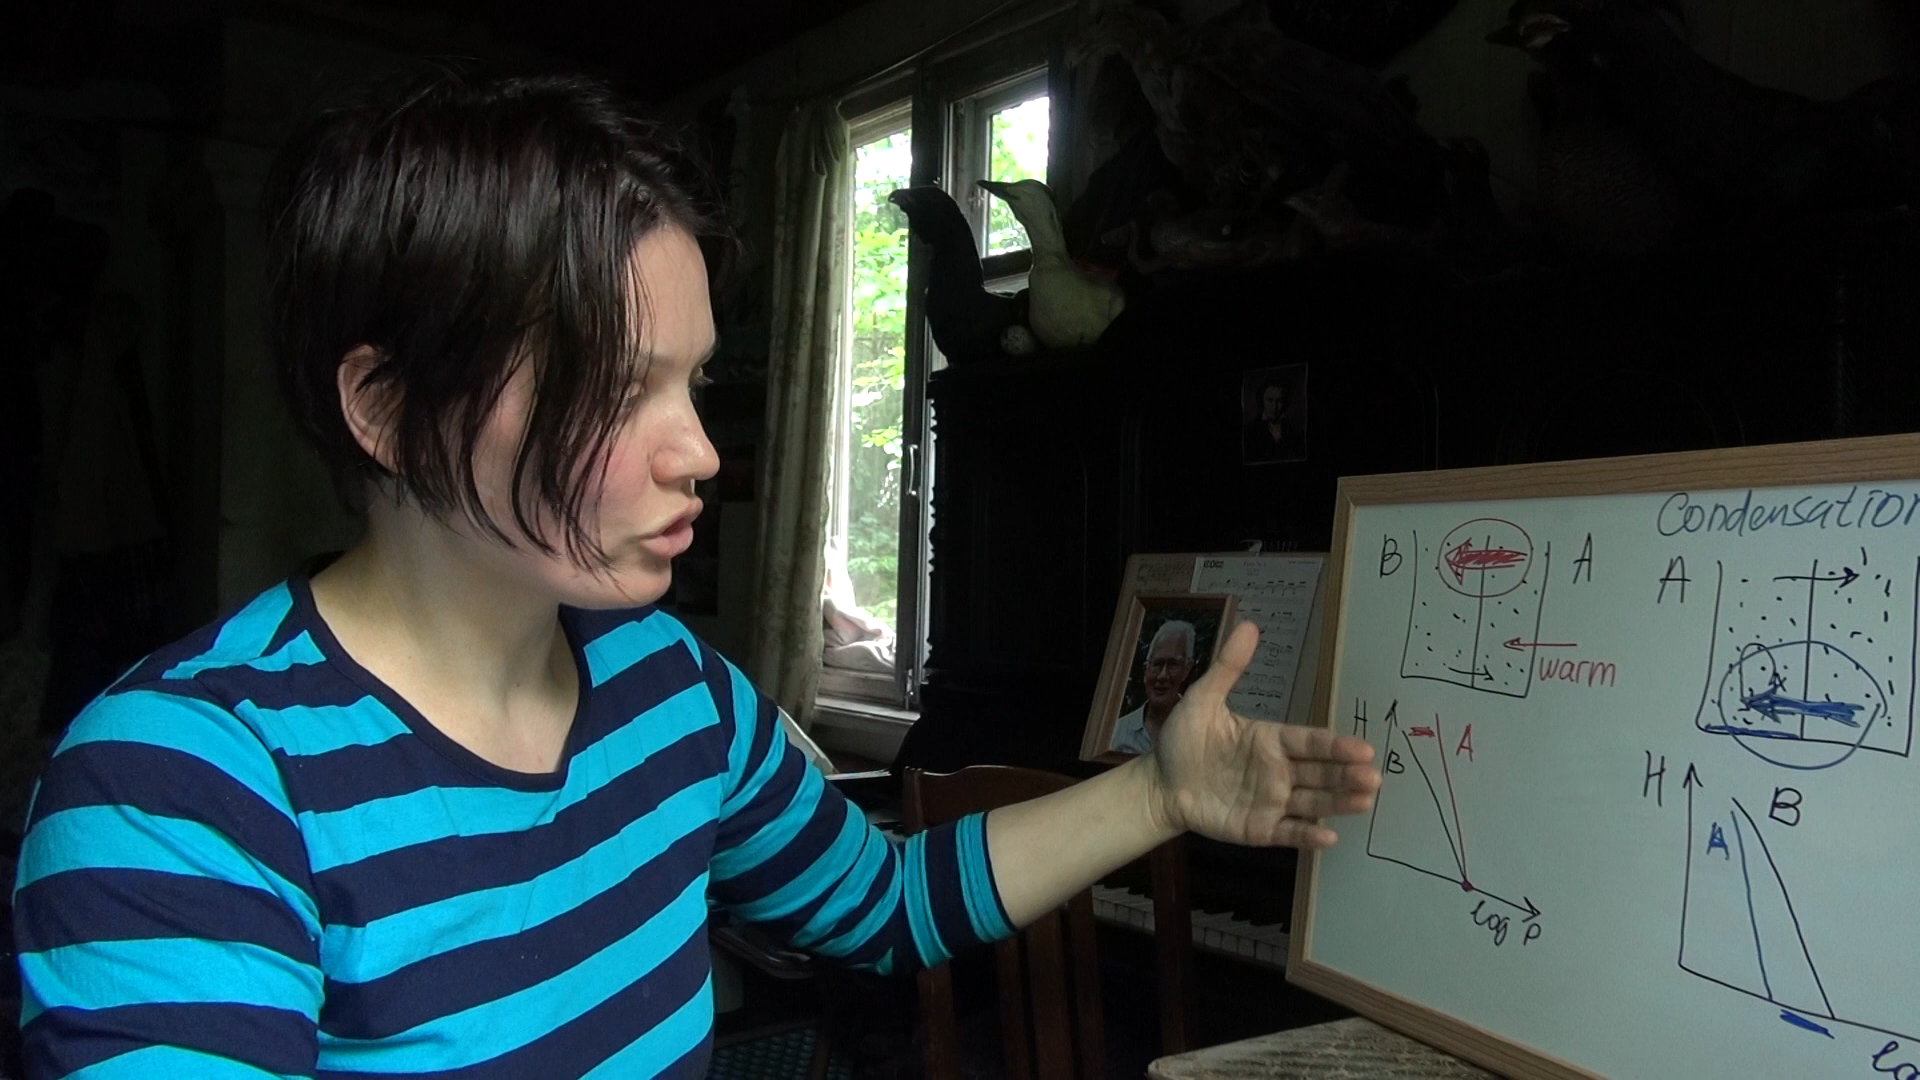 Condensation
B A
warm
H
B A
log p
A
H
A B